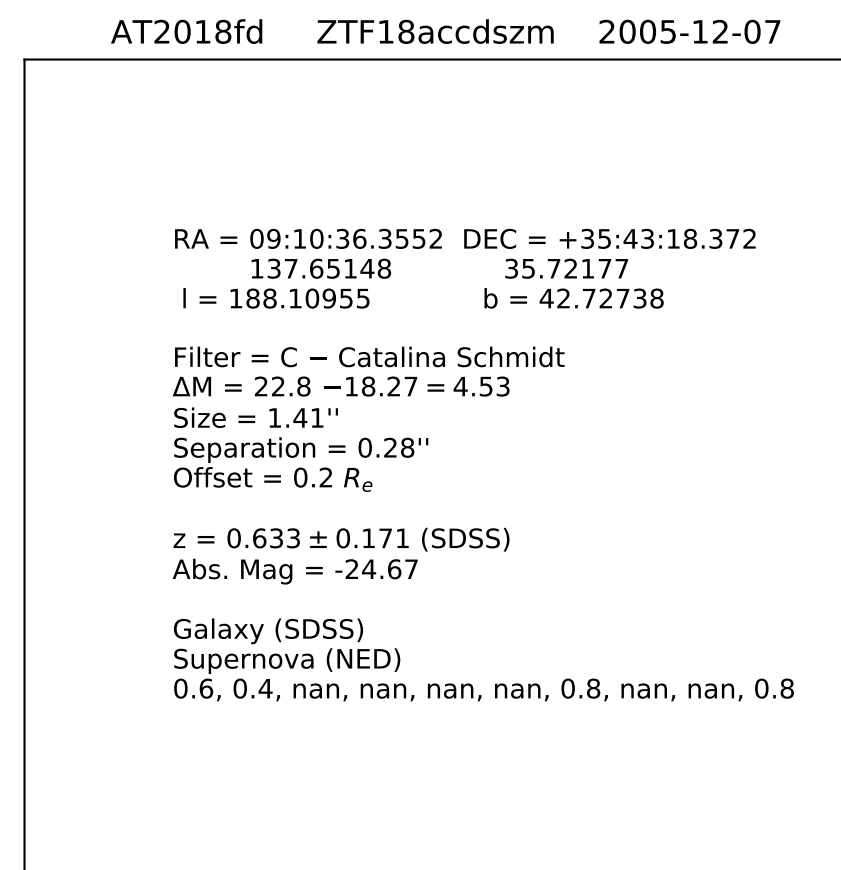 AT2018fd ZTF18accdszm 2005-12-07
RA = 09:10:36.3552 DEC = +35:43:18.372
137.65148 35.72177
l = 188.10955 b = 42.72738
Filter = C − Catalina Schmidt
ΔM = 22.8 −18.27 = 4.53
Size = 1.41''
Separation = 0.28''
Offset = 0.2 Rₑ
z = 0.633 ± 0.171 (SDSS)
Abs. Mag = -24.67
Galaxy (SDSS)
Supernova (NED)
0.6, 0.4, nan, nan, nan, nan, 0.8, nan, nan, 0.8